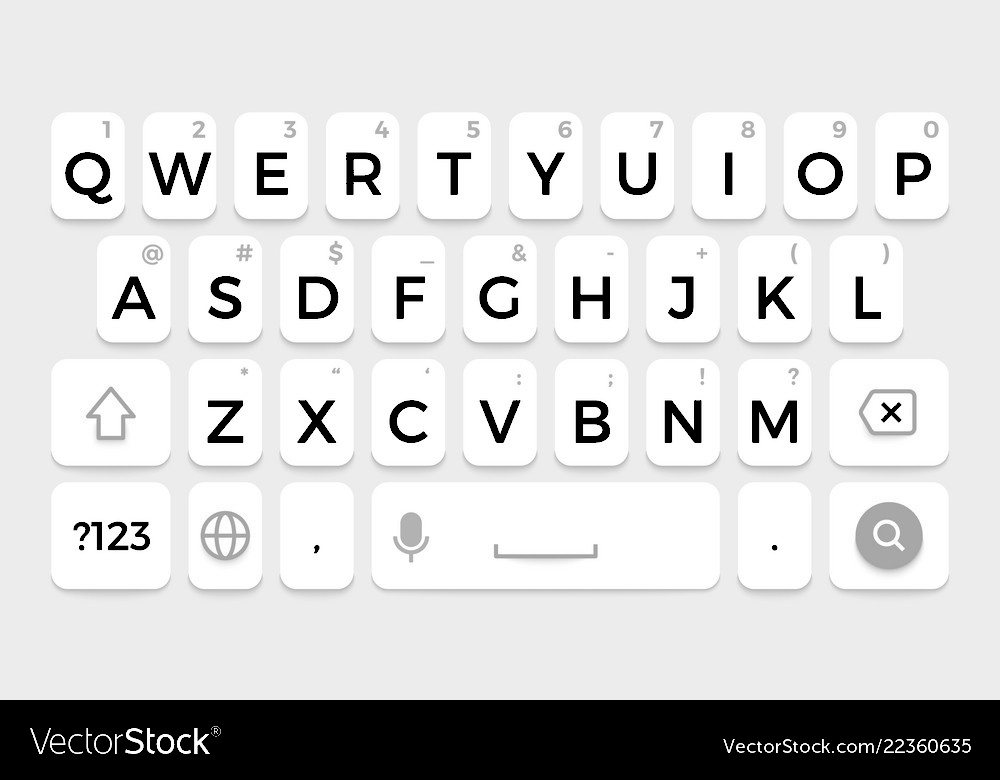 1 2 3 4 5 6 7 8 9 0
Q W E R T Y U I O P
@ # $ _ & - + ( )
A S D F G H J K L
* “ ‘ : ; ! ?
Z X C V B N M
?123 , .
VectorStock®
VectorStock.com/22360635